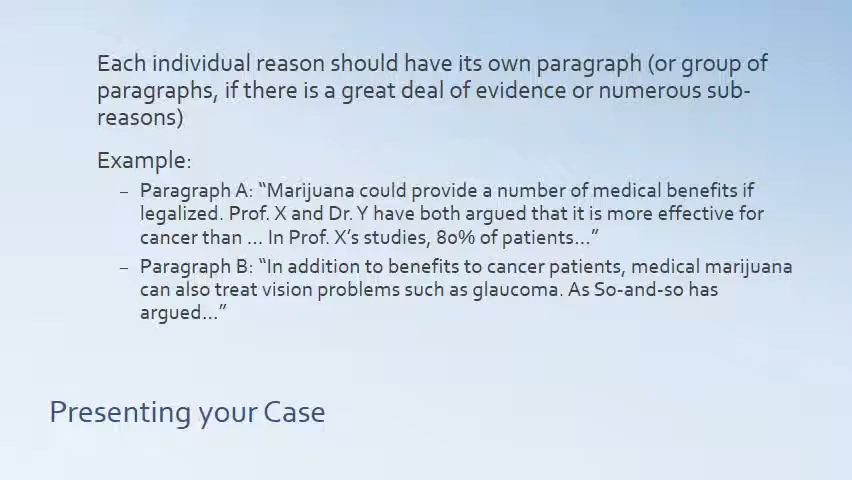 Each individual reason should have its own paragraph (or group of
paragraphs, if there is a great deal of evidence or numerous sub-
reasons)
Example:
– Paragraph A: “Marijuana could provide a number of medical benefits if
legalized. Prof. X and Dr. Y have both argued that it is more effective for
cancer than … In Prof. X’s studies, 80% of patients…”
– Paragraph B: “In addition to benefits to cancer patients, medical marijuana
can also treat vision problems such as glaucoma. As So-and-so has
argued…”
Presenting your Case